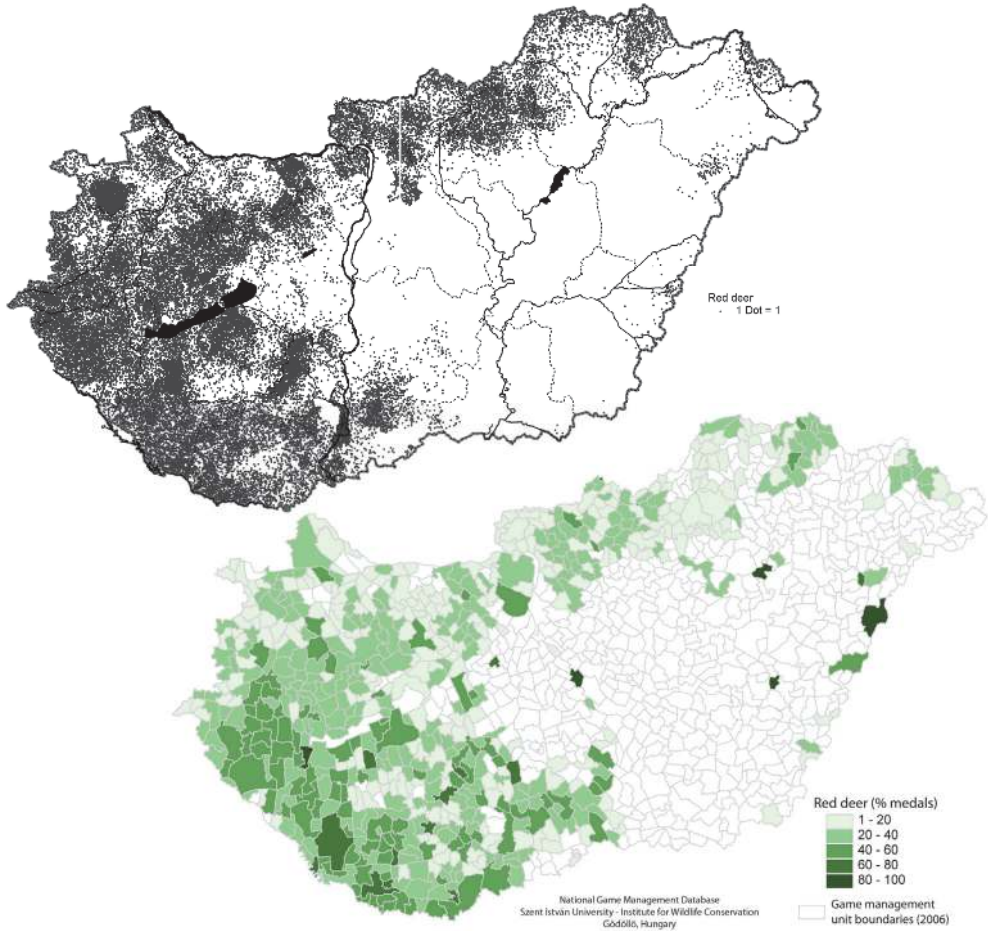 Red deer
1 Dot = 1
Red deer (% medals)
1 - 20
20 - 40
40 - 60
60 - 80
80 - 100
Game management
unit boundaries (2006)
National Game Management Database
Szent István University - Institute for Wildlife Conservation
Gödöllő, Hungary